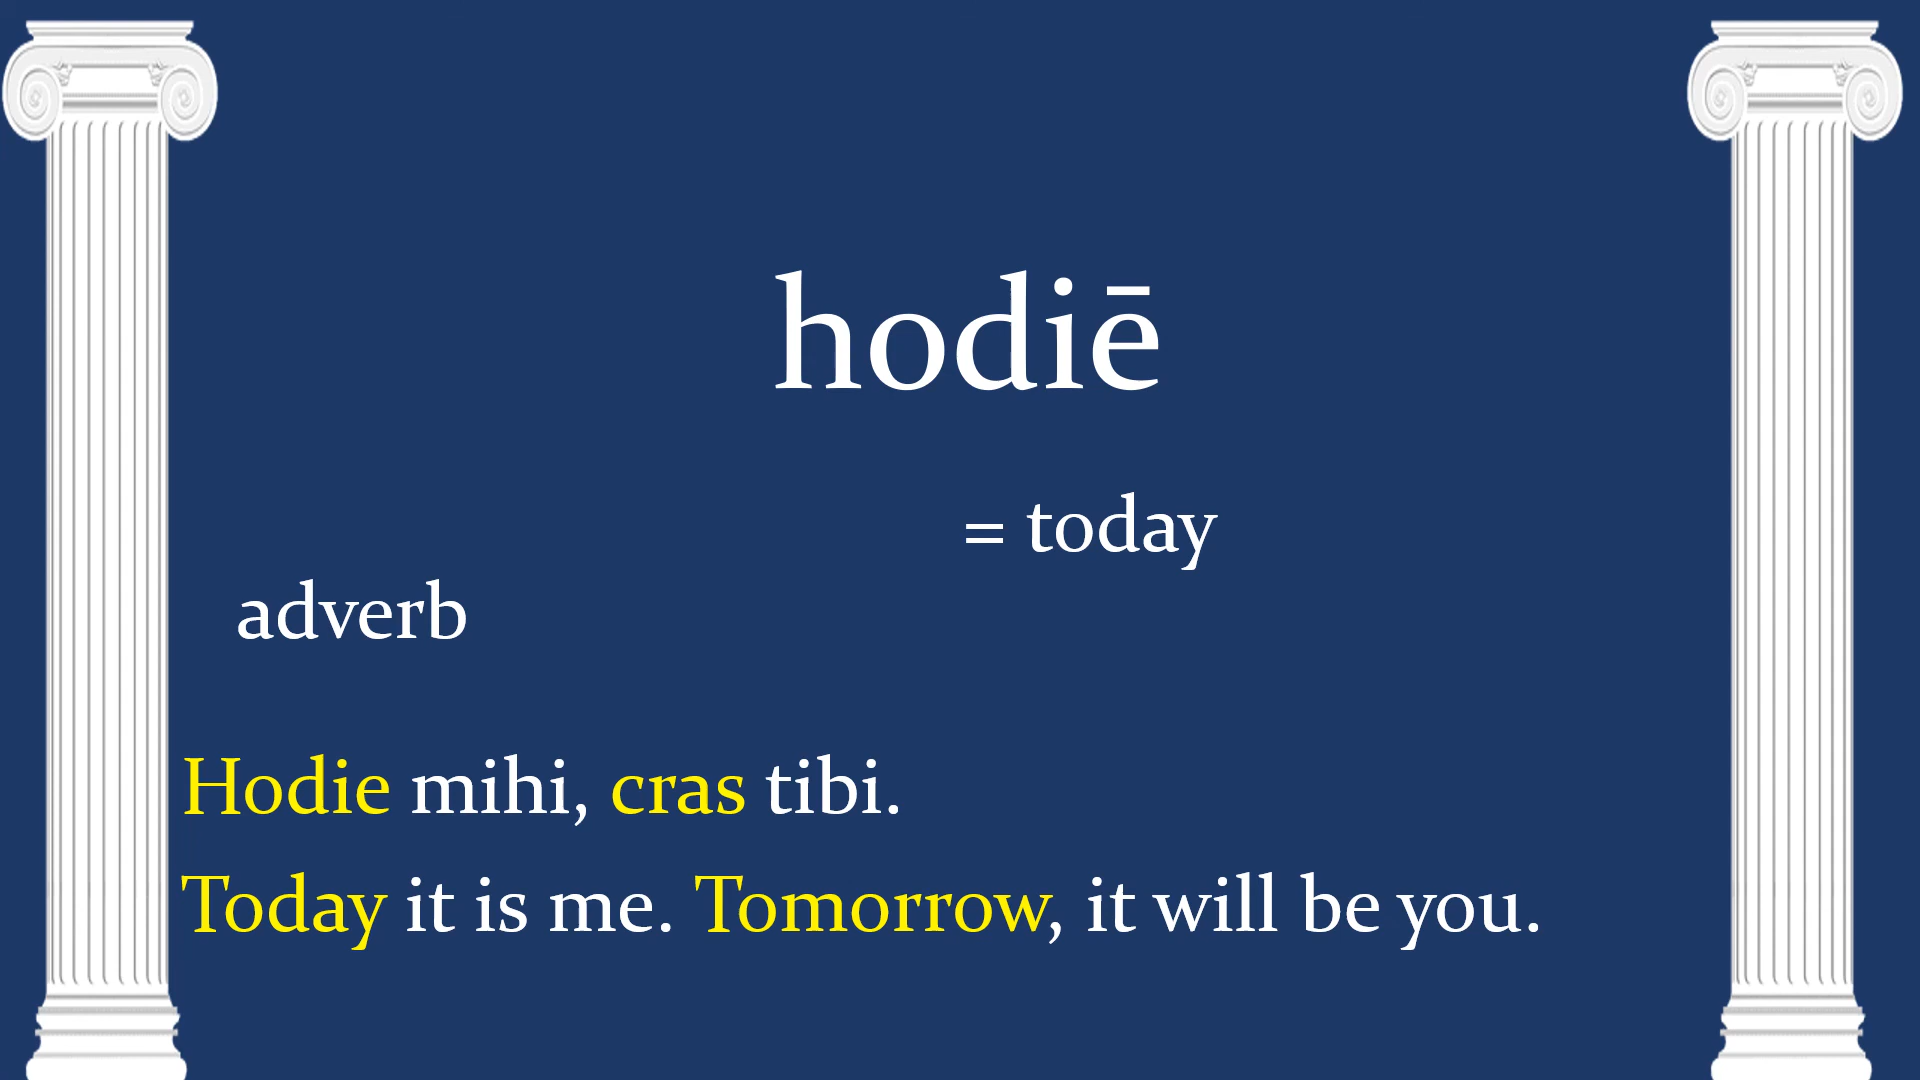 hodiē
= today
adverb
Hodie mihi, cras tibi.
Today it is me. Tomorrow, it will be you.